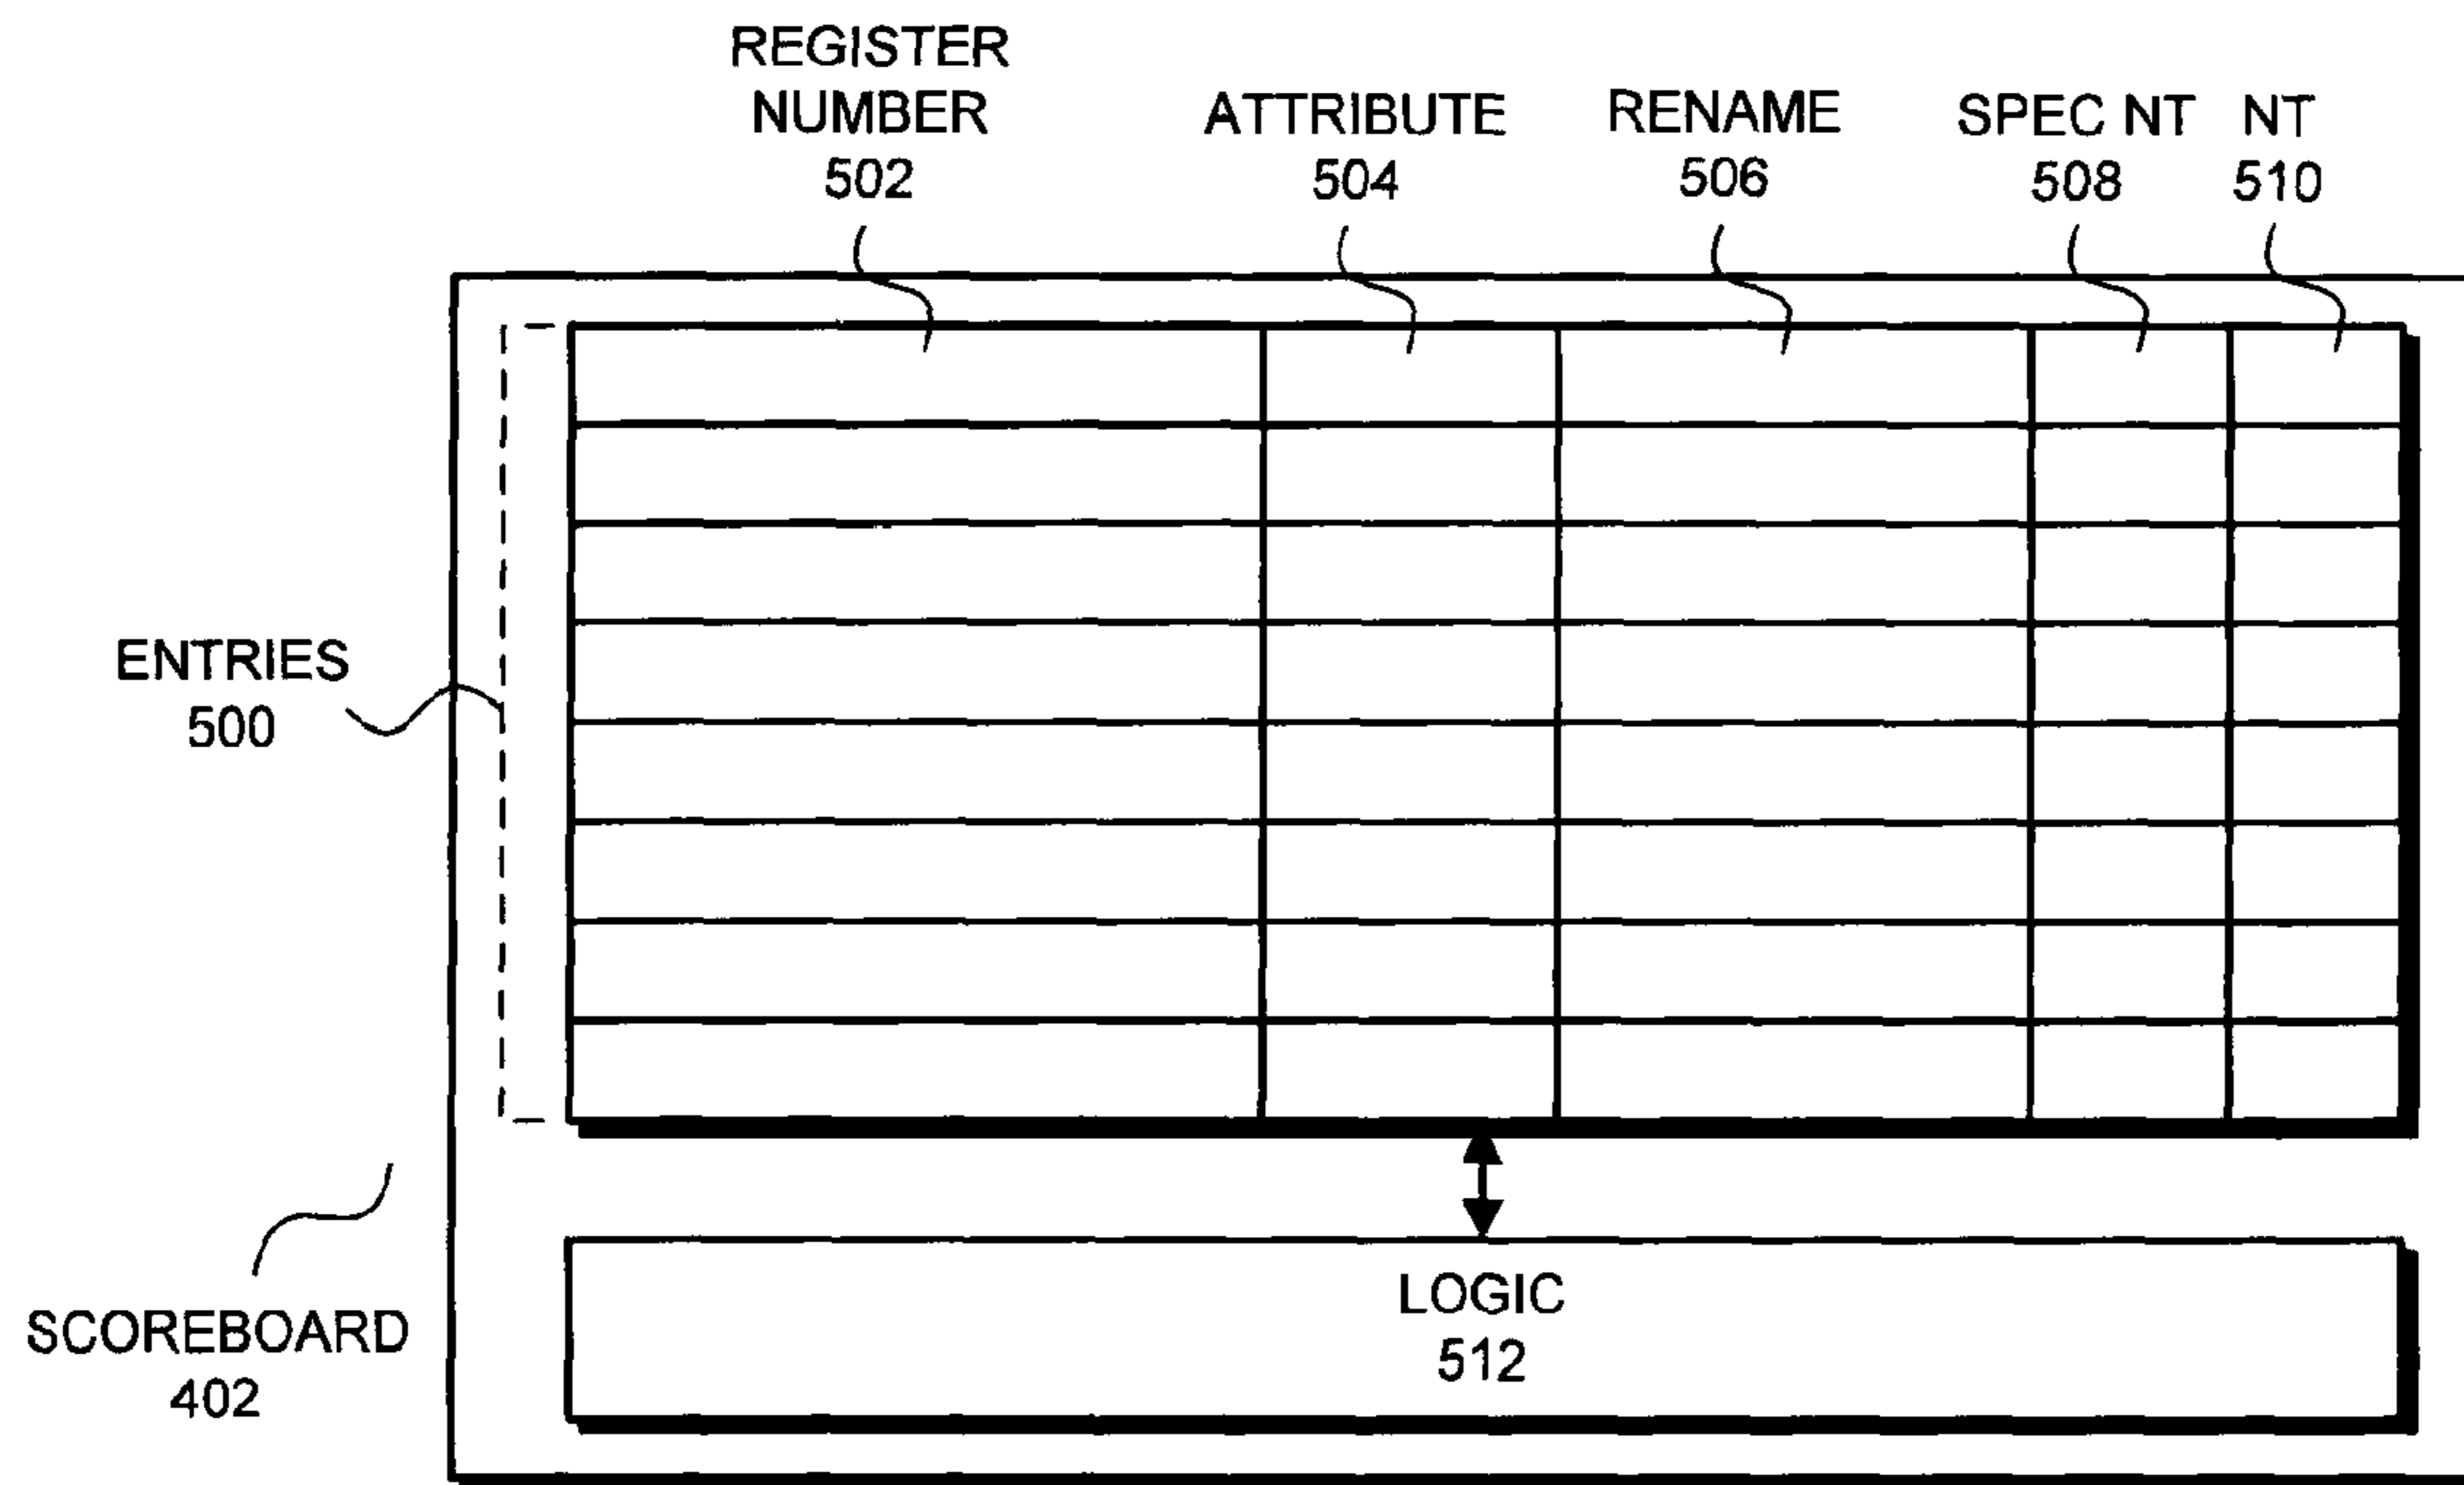 REGISTER
NUMBER
502
ATTRIBUTE
504
RENAME
506
SPEC NT
508
NT
510
ENTRIES
500
SCOREBOARD
402
LOGIC
512